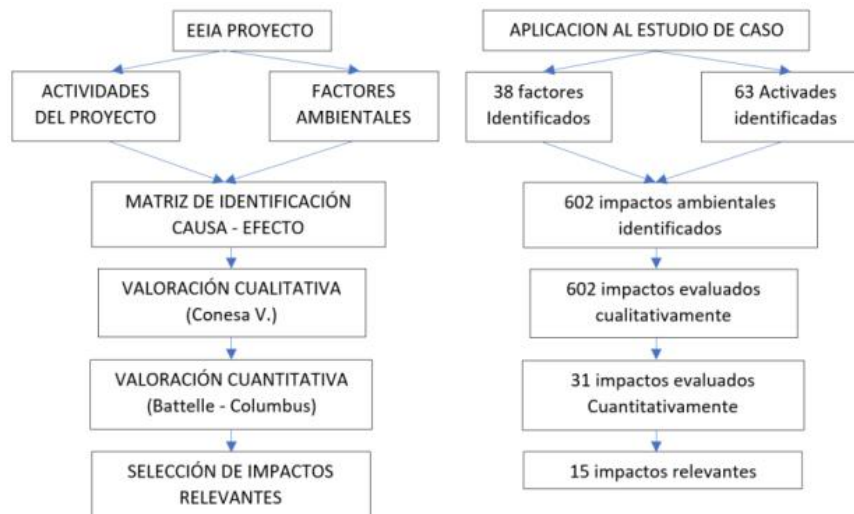 EEIA PROYECTO
ACTIVIDADES
DEL PROYECTO
FACTORES
AMBIENTALES
MATRIZ DE IDENTIFICACIÓN
CAUSA - EFECTO
VALORACIÓN CUALITATIVA
(Conesa V.)
VALORACIÓN CUANTITATIVA
(Battelle - Columbus)
SELECCIÓN DE IMPACTOS
RELEVANTES
APLICACION AL ESTUDIO DE CASO
38 factores
Identificados
63 Activades
identificadas
602 impactos ambientales
identificados
602 impactos evaluados
cualitativamente
31 impactos evaluados
Cuantitativamente
15 impactos relevantes